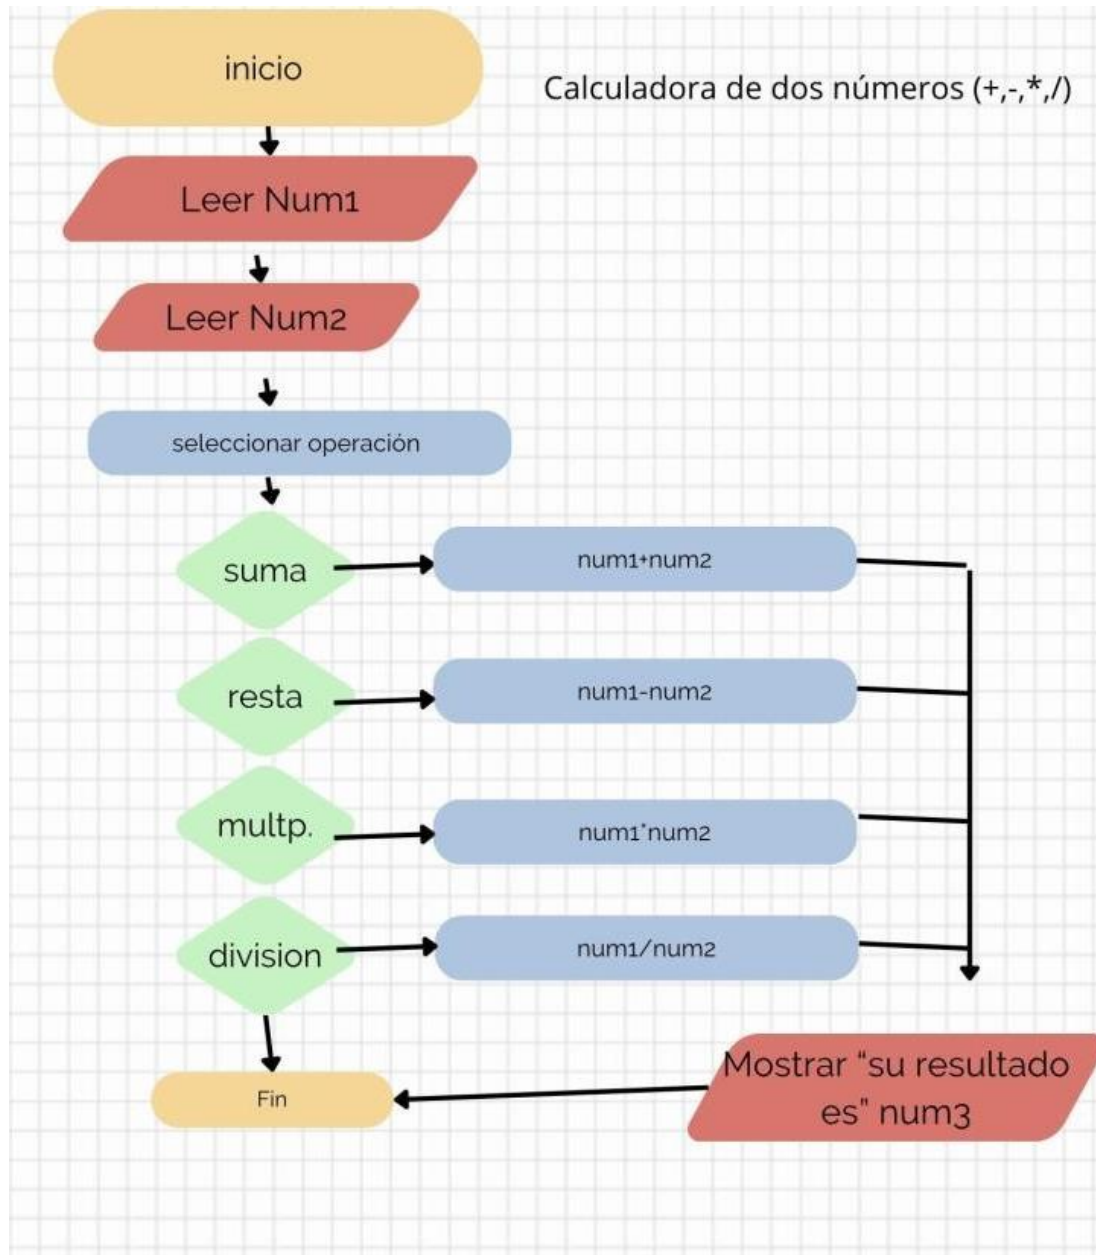 inicio
Calculadora de dos números (+,-,*,/)
Leer Num1
Leer Num2
seleccionar operación
suma
num1+num2
resta
num1-num2
multp.
num1*num2
division
num1/num2
Mostrar “su resultado
es” num3
Fin